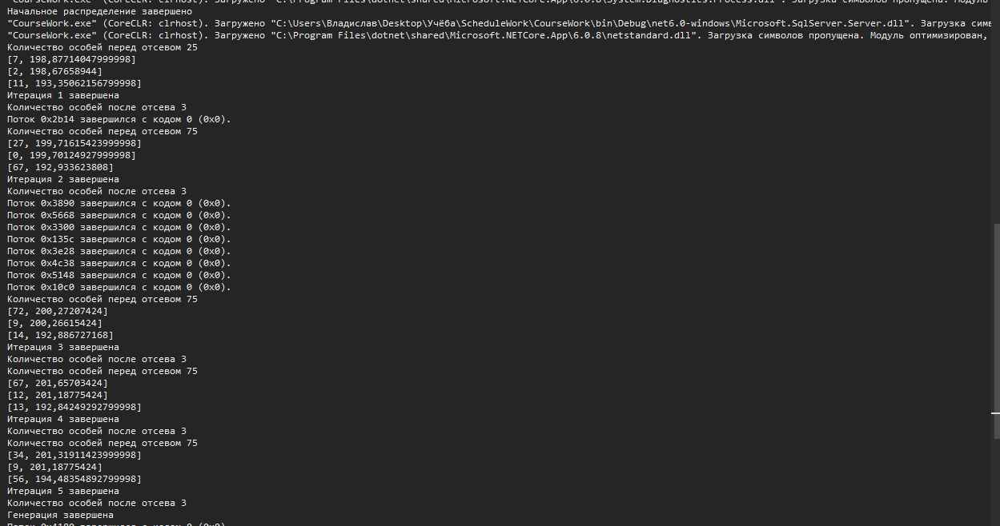 "CourseWork.exe" (CoreCLR: clrhost). Загружено "C:\Program Files\dotnet\shared\Microsoft.NETCore.App\6.0.8\System.Diagnostics.Process.dll". Загрузка символов пропущена. Модуль
Начальное распределение завершено
"CourseWork.exe" (CoreCLR: clrhost). Загружено "C:\Users\Владислав\Desktop\Учёба\ScheduleWork\CourseWork\bin\Debug\net6.0-windows\Microsoft.SqlServer.Server.dll". Загрузка симв
"CourseWork.exe" (CoreCLR: clrhost). Загружено "C:\Program Files\dotnet\shared\Microsoft.NETCore.App\6.0.8\netstandard.dll". Загрузка символов пропущена. Модуль оптимизирован,
Количество особей перед отсевом 25
[7, 198,87714047999998]
[2, 198,67658944]
[11, 193,35062156799998]
Итерация 1 завершена
Количество особей после отсева 3
Поток 0x2b14 завершился с кодом 0 (0x0).
Количество особей перед отсевом 75
[27, 199,71615423999998]
[0, 199,70124927999998]
[67, 192,933623808]
Итерация 2 завершена
Количество особей после отсева 3
Поток 0x3890 завершился с кодом 0 (0x0).
Поток 0x5668 завершился с кодом 0 (0x0).
Поток 0x3300 завершился с кодом 0 (0x0).
Поток 0x135c завершился с кодом 0 (0x0).
Поток 0x3e28 завершился с кодом 0 (0x0).
Поток 0x4c38 завершился с кодом 0 (0x0).
Поток 0x5148 завершился с кодом 0 (0x0).
Поток 0x10c0 завершился с кодом 0 (0x0).
Количество особей перед отсевом 75
[72, 200,27207424]
[9, 200,26615424]
[14, 192,886727168]
Итерация 3 завершена
Количество особей после отсева 3
Количество особей перед отсевом 75
[67, 201,65703424]
[12, 201,18775424]
[13, 192,84249292799998]
Итерация 4 завершена
Количество особей после отсева 3
Количество особей перед отсевом 75
[34, 201,31911423999998]
[9, 201,18775424]
[56, 194,48354892799998]
Итерация 5 завершена
Количество особей после отсева 3
Генерация завершена
Поток 0x4180 завершился с кодом 0 (0x0).